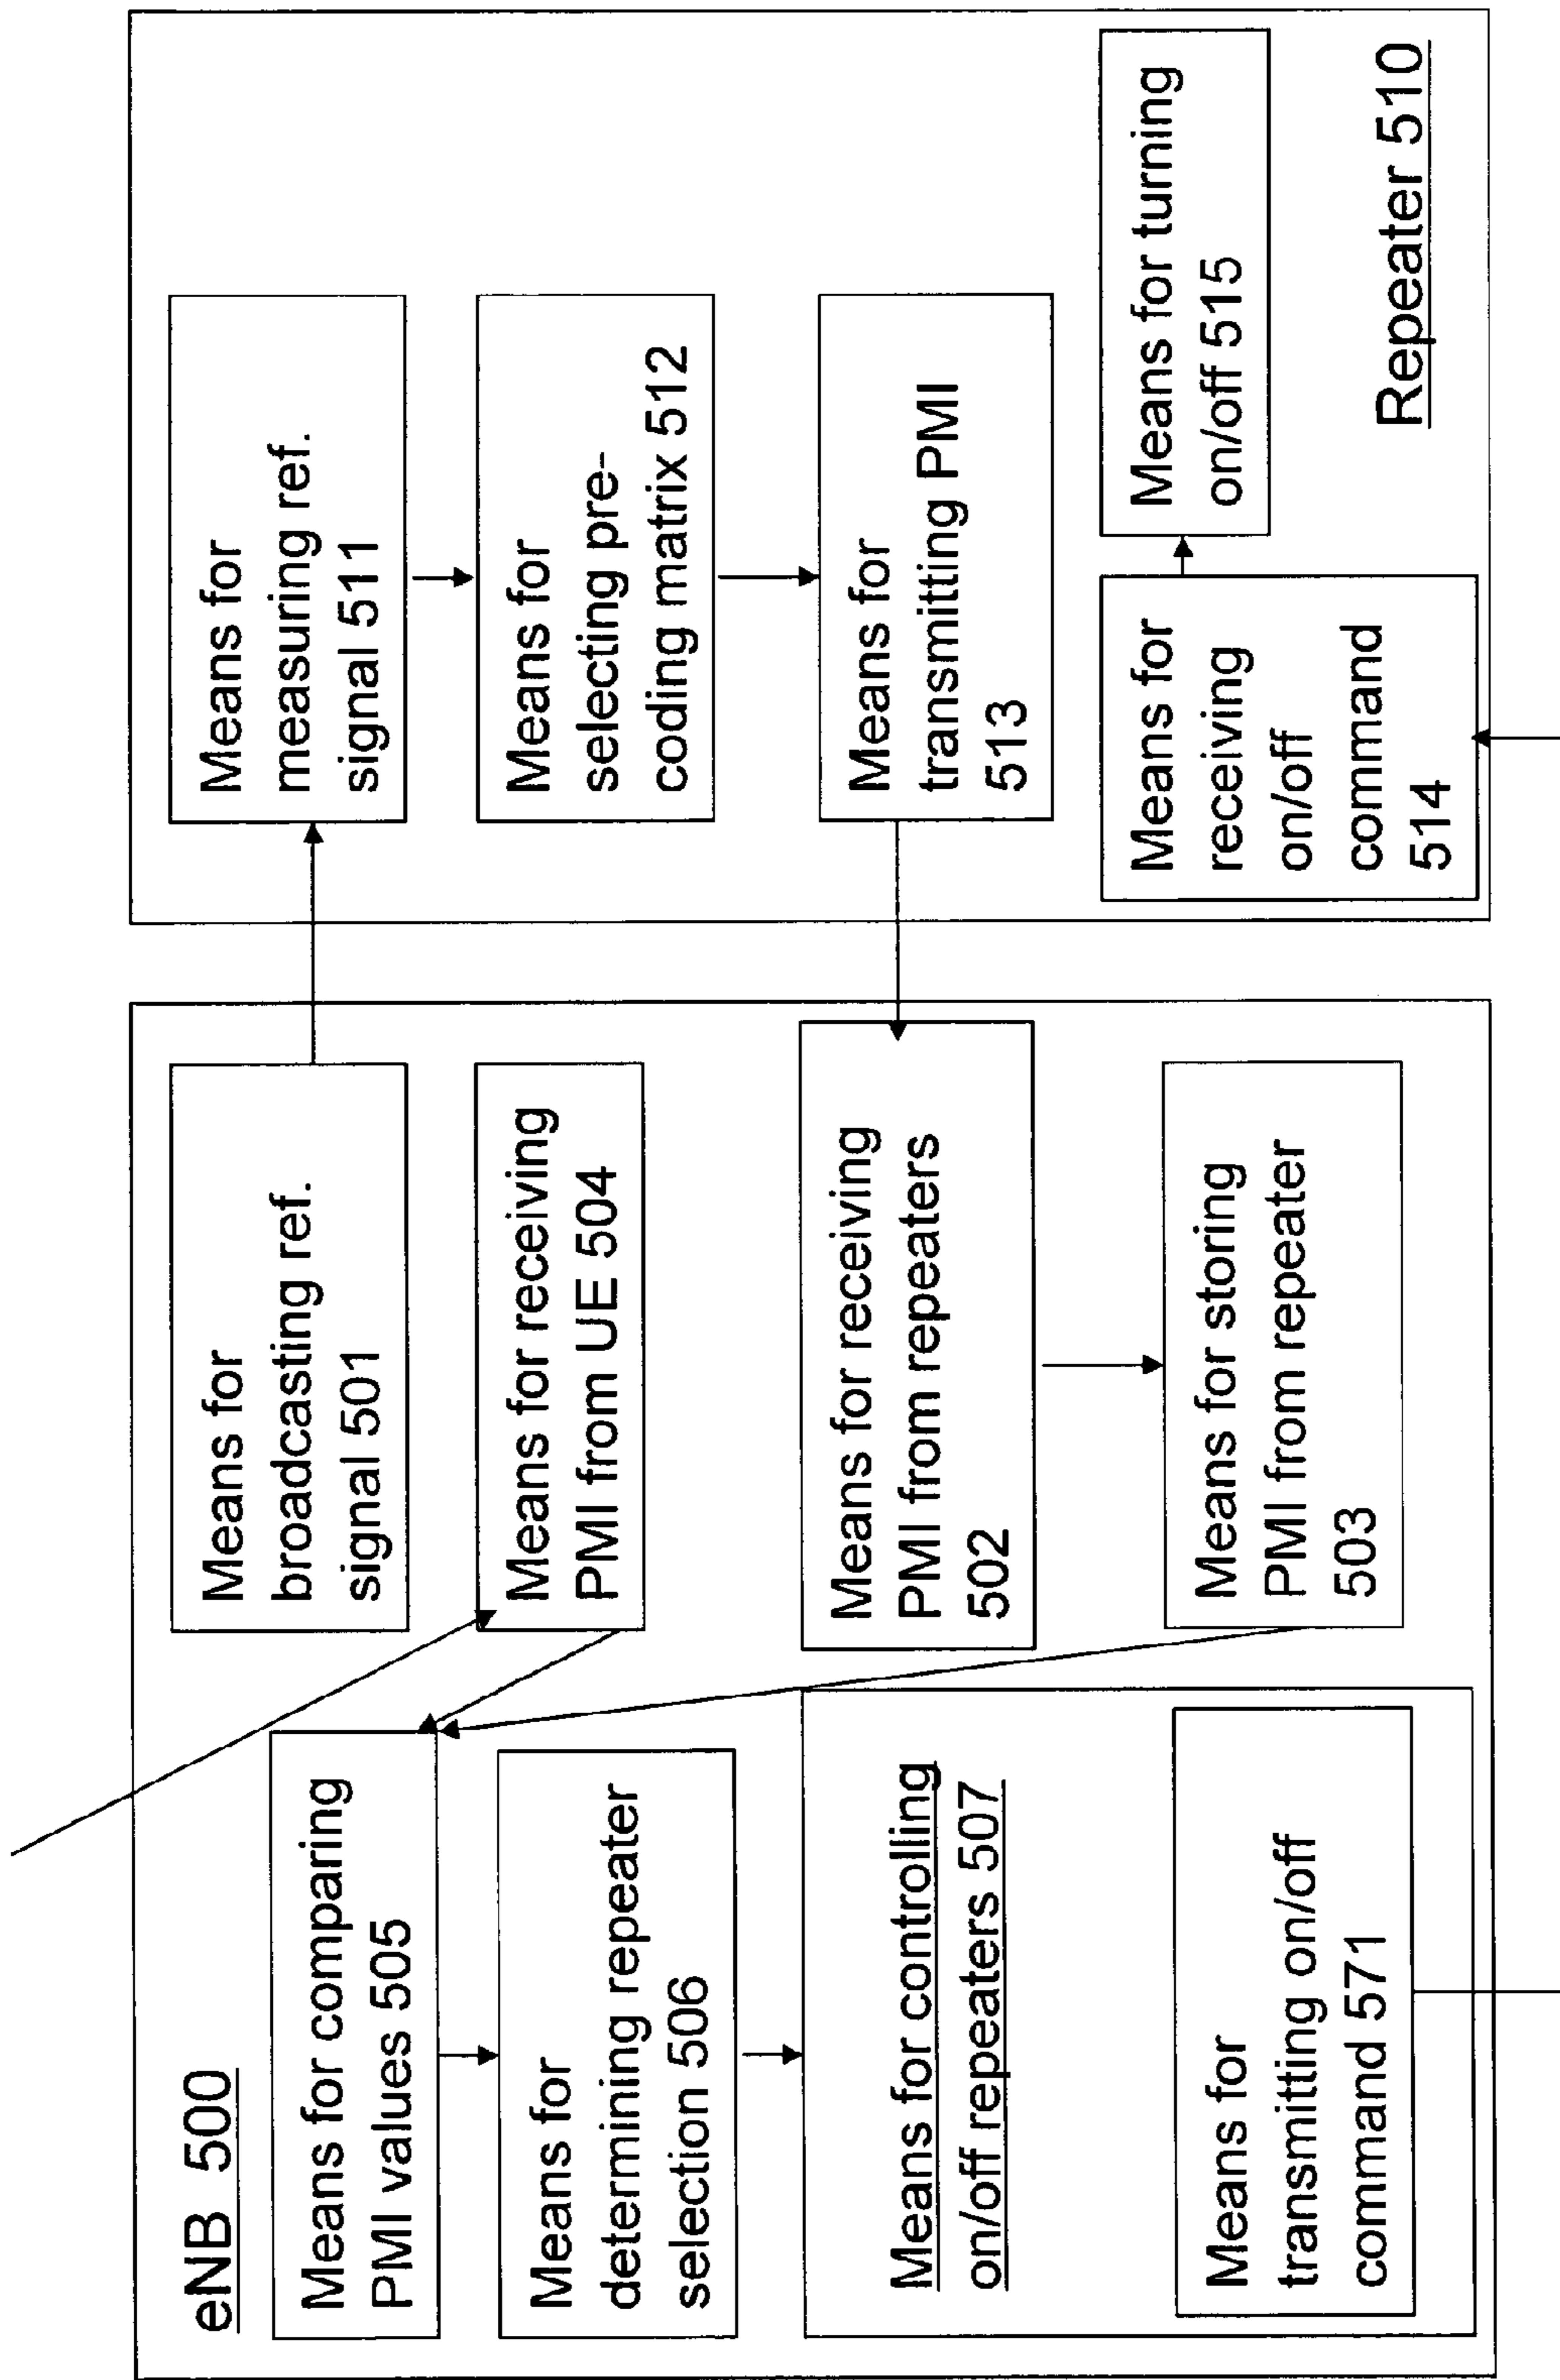 eNB 500
Means for comparing
PMI values 505
Means for
determining repeater
selection 506
Means for controlling
on/off repeaters 507
Means for
transmitting on/off
command 571
Means for
broadcasting ref.
signal 501
Means for receiving
PMI from UE 504
Means for receiving
PMI from repeaters
502
Means for storing
PMI from repeater
503
Means for
measuring ref.
signal 511
Means for
selecting pre-
coding matrix 512
Means for
transmitting PMI
513
Means for
receiving
on/off
command
514
Means for turning
on/off 515
Repeater 510